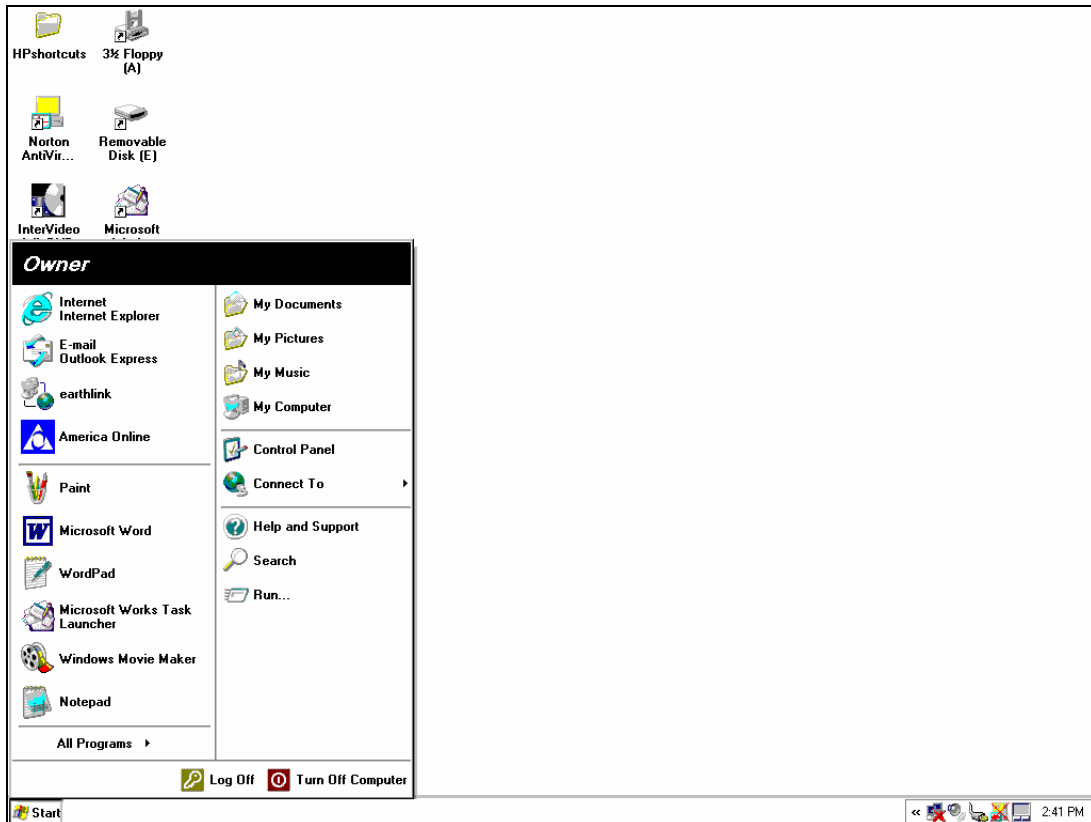 HPshortcuts
3½ Floppy
(A)
Norton
AntiVir...
Removable
Disk (E)
InterVideo
Microsoft
Owner
Internet
Internet Explorer
E-mail
Outlook Express
earthlink
America Online
Paint
Microsoft Word
WordPad
Microsoft Works Task
Launcher
Windows Movie Maker
Notepad
All Programs
My Documents
My Pictures
My Music
My Computer
Control Panel
Connect To
Help and Support
Search
Run...
Log Off
Turn Off Computer
Start
«
2:41 PM